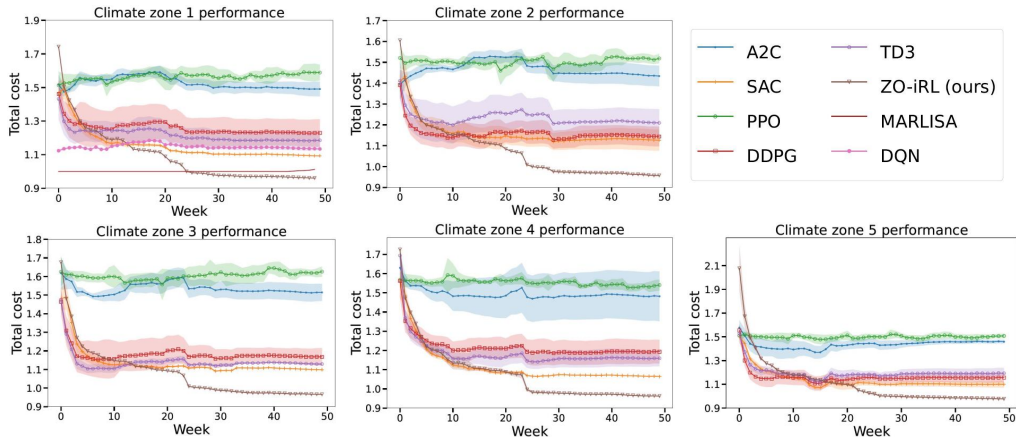 Climate zone 1 performance
1.9
1.7
1.5
1.3
1.1
0.9
Total cost
0 10 20 30 40 50
Week
Climate zone 2 performance
1.7
1.6
1.5
1.4
1.3
1.2
1.1
1.0
0.9
Total cost
0 10 20 30 40 50
Week
A2C
SAC
PPO
DDPG
TD3
ZO-iRL (ours)
MARLISA
DQN
Climate zone 3 performance
1.8
1.7
1.6
1.5
1.4
1.3
1.2
1.1
1.0
0.9
Total cost
0 10 20 30 40 50
Week
Climate zone 4 performance
1.7
1.6
1.5
1.4
1.3
1.2
1.1
1.0
0.9
Total cost
0 10 20 30 40 50
Week
Climate zone 5 performance
2.1
1.9
1.7
1.5
1.3
1.1
0.9
Total cost
0 10 20 30 40 50
Week